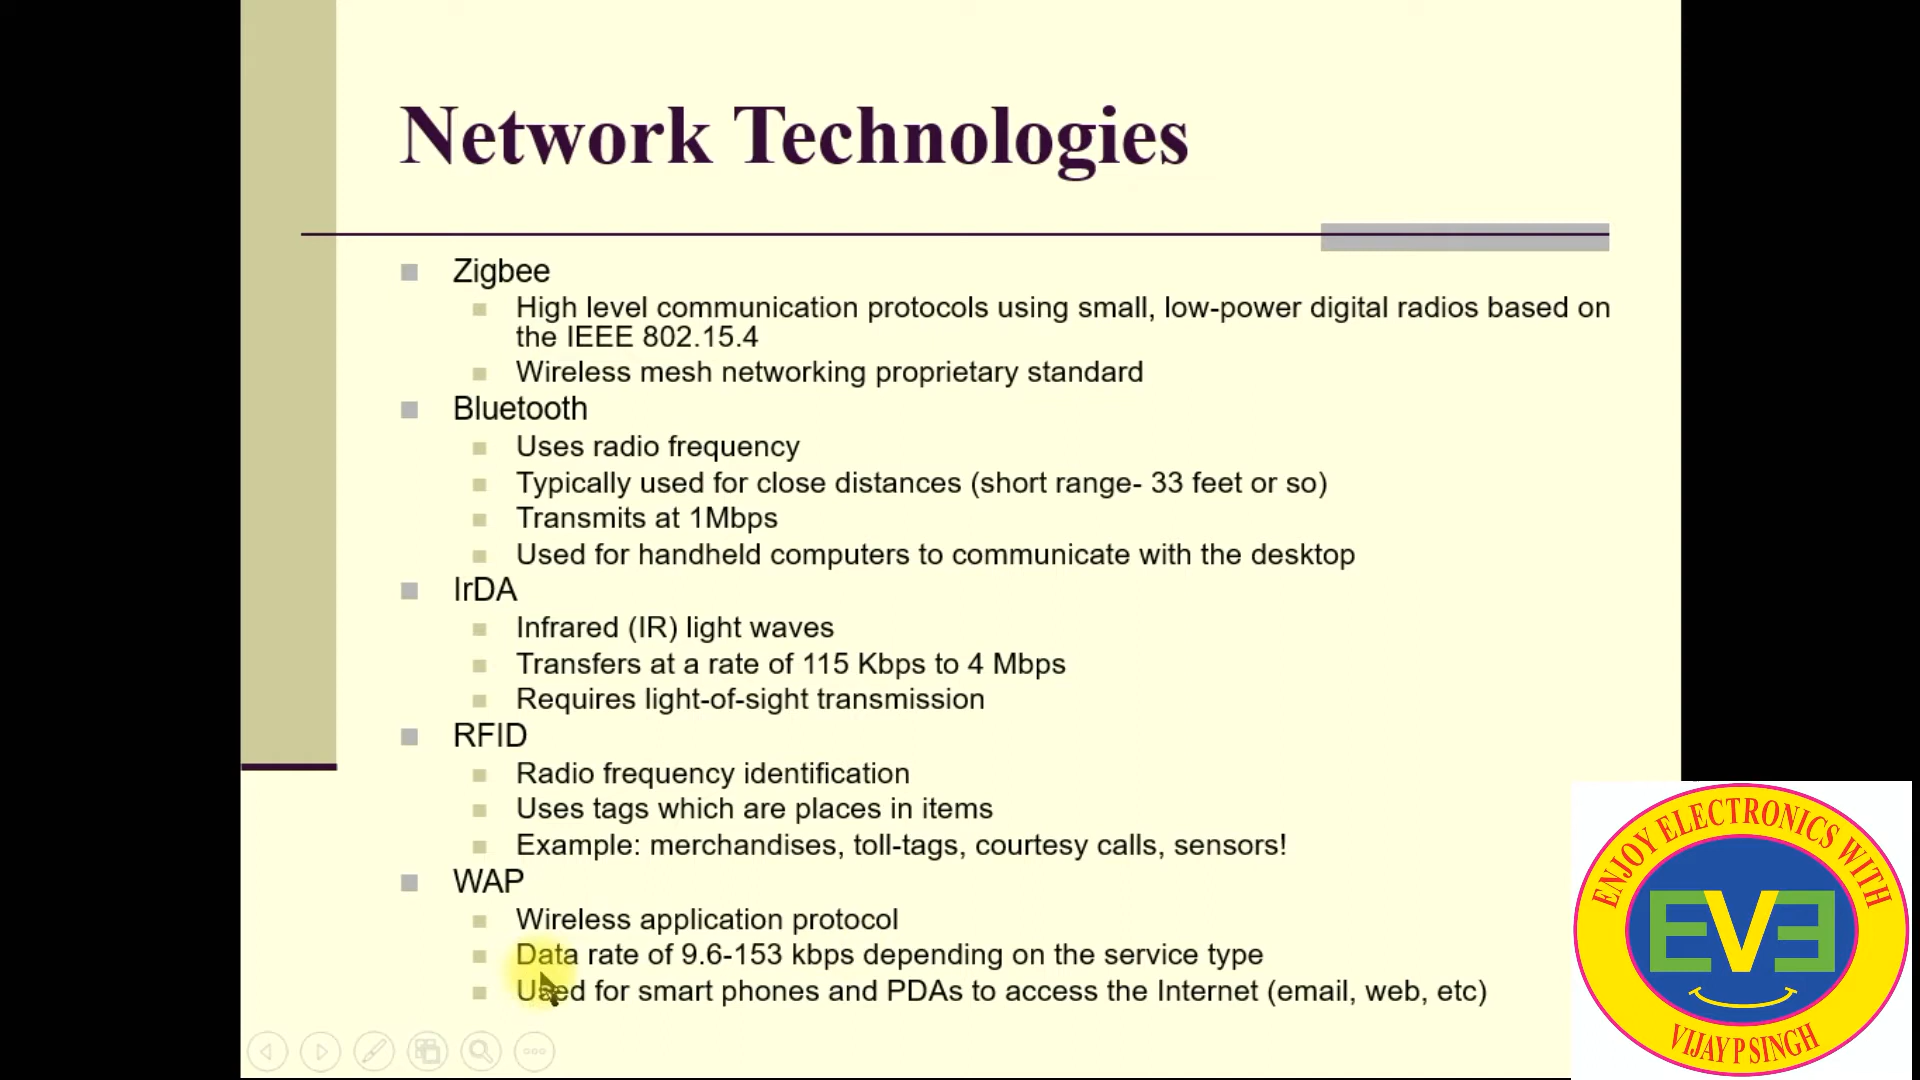 Network Technologies
Zigbee
High level communication protocols using small, low-power digital radios based on
the IEEE 802.15.4
Wireless mesh networking proprietary standard
Bluetooth
Uses radio frequency
Typically used for close distances (short range- 33 feet or so)
Transmits at 1Mbps
Used for handheld computers to communicate with the desktop
IrDA
Infrared (IR) light waves
Transfers at a rate of 115 Kbps to 4 Mbps
Requires light-of-sight transmission
RFID
Radio frequency identification
Uses tags which are places in items
Example: merchandises, toll-tags, courtesy calls, sensors!
WAP
Wireless application protocol
Data rate of 9.6-153 kbps depending on the service type
Used for smart phones and PDAs to access the Internet (email, web, etc)
ENJOY ELECTRONICS WITH
EVE
VIJAY P SINGH